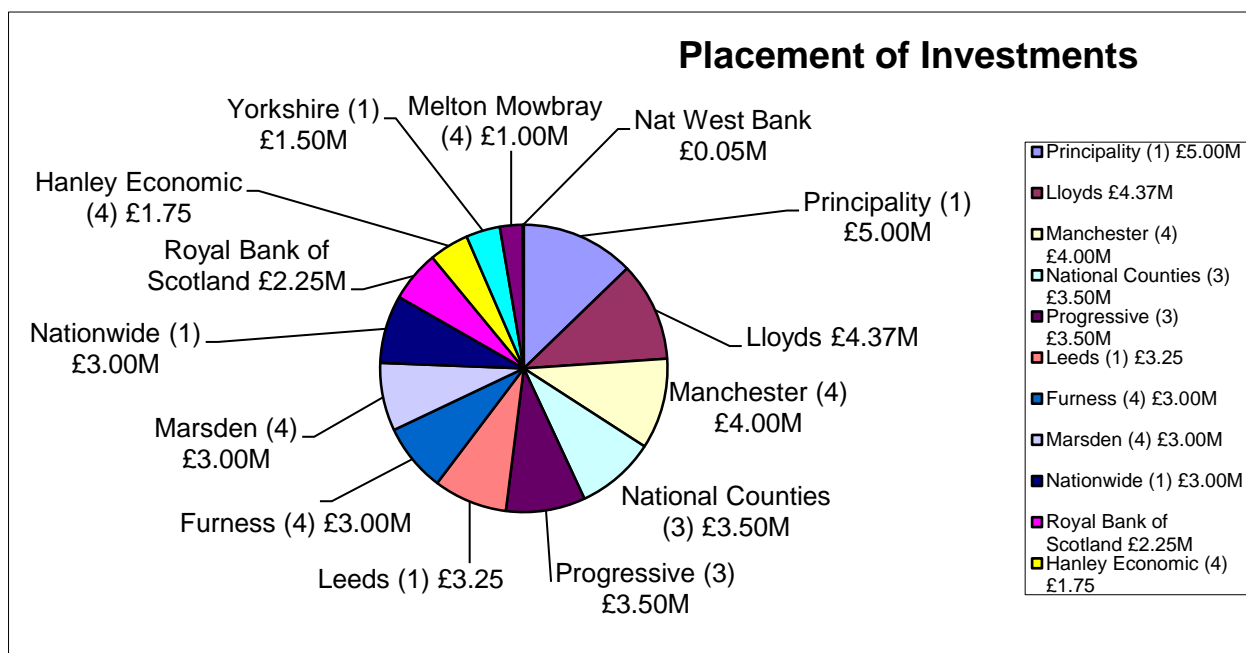 Placement of Investments
Yorkshire (1)
£1.50M
Melton Mowbray
(4) £1.00M
Nat West Bank
£0.05M
Hanley Economic
(4) £1.75
Principality (1)
£5.00M
Royal Bank of
Scotland £2.25M
Nationwide (1)
£3.00M
Lloyds £4.37M
Marsden (4)
£3.00M
Manchester (4)
£4.00M
Furness (4) £3.00M
National Counties
(3) £3.50M
Leeds (1) £3.25
Progressive (3)
£3.50M
Principality (1) £5.00M
Lloyds £4.37M
Manchester (4)
£4.00M
National Counties (3)
£3.50M
Progressive (3)
£3.50M
Leeds (1) £3.25
Furness (4) £3.00M
Marsden (4) £3.00M
Nationwide (1) £3.00M
Royal Bank of
Scotland £2.25M
Hanley Economic (4)
£1.75